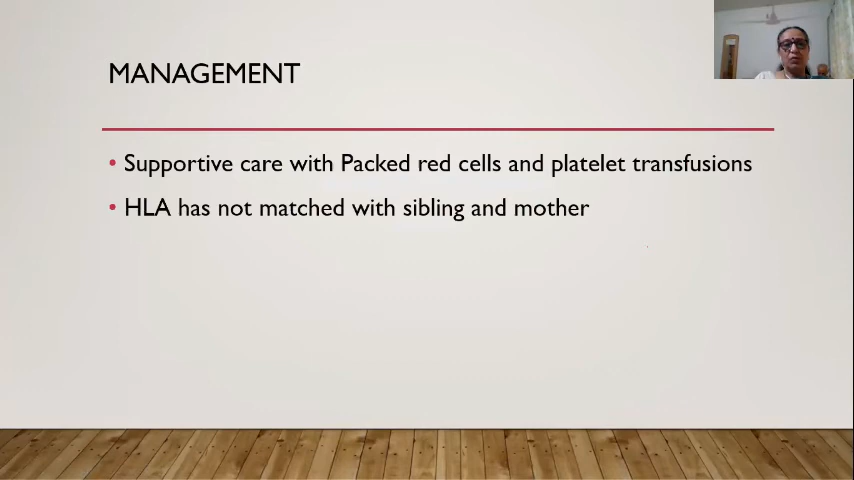 MANAGEMENT
• Supportive care with Packed red cells and platelet transfusions
• HLA has not matched with sibling and mother